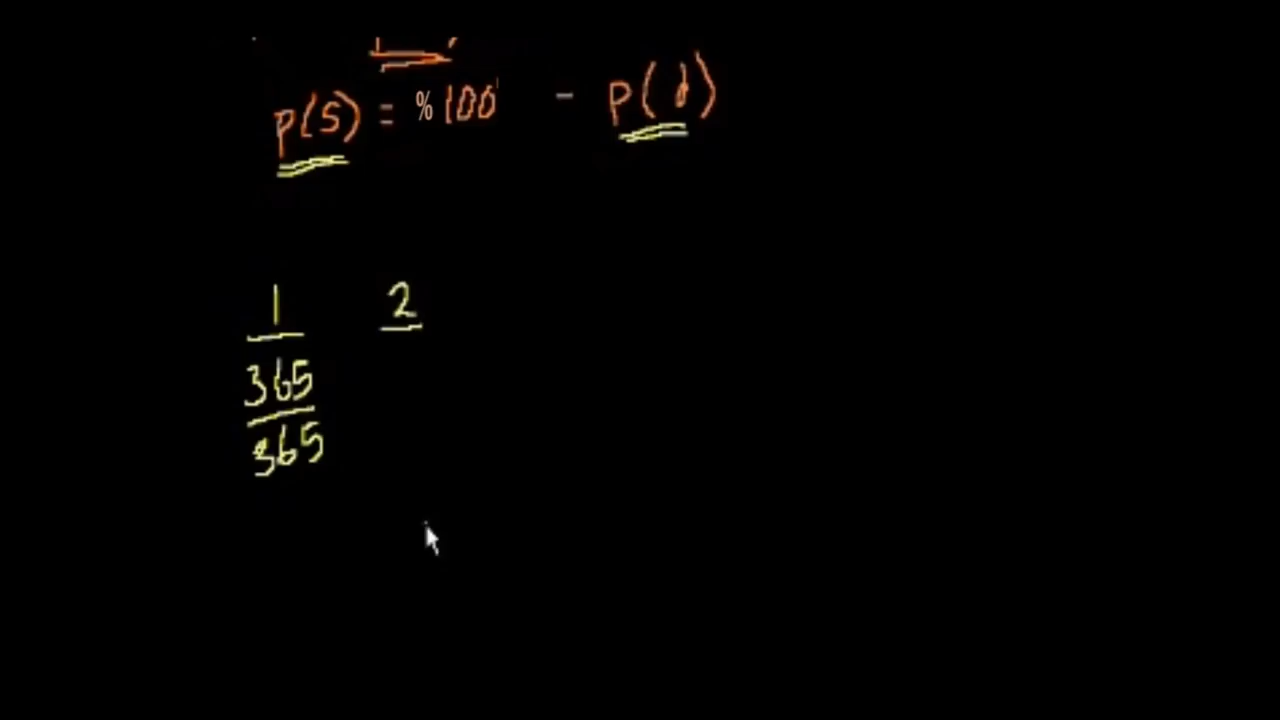 p(s) = %100 - p(d)
1 2
365
365